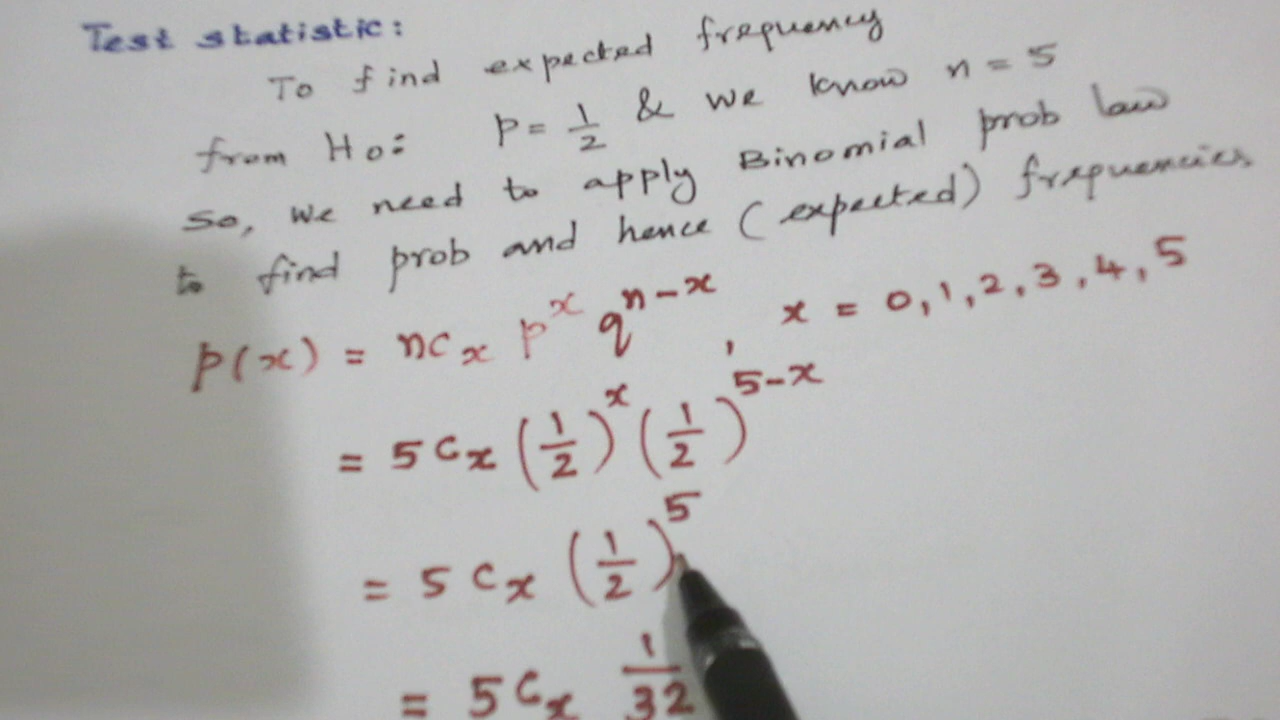 Test statistic:
To find expected frequency
from H₀: p = 1/2 & we know n = 5
So, we need to apply Binomial prob law
to find prob and hence (expected) frequencies
p(x) = nCₓ pˣ qⁿ⁻ˣ, x = 0, 1, 2, 3, 4, 5
= 5Cₓ (1/2)ˣ (1/2)⁵⁻ˣ
= 5Cₓ (1/2)⁵
= 5Cₓ 1/32